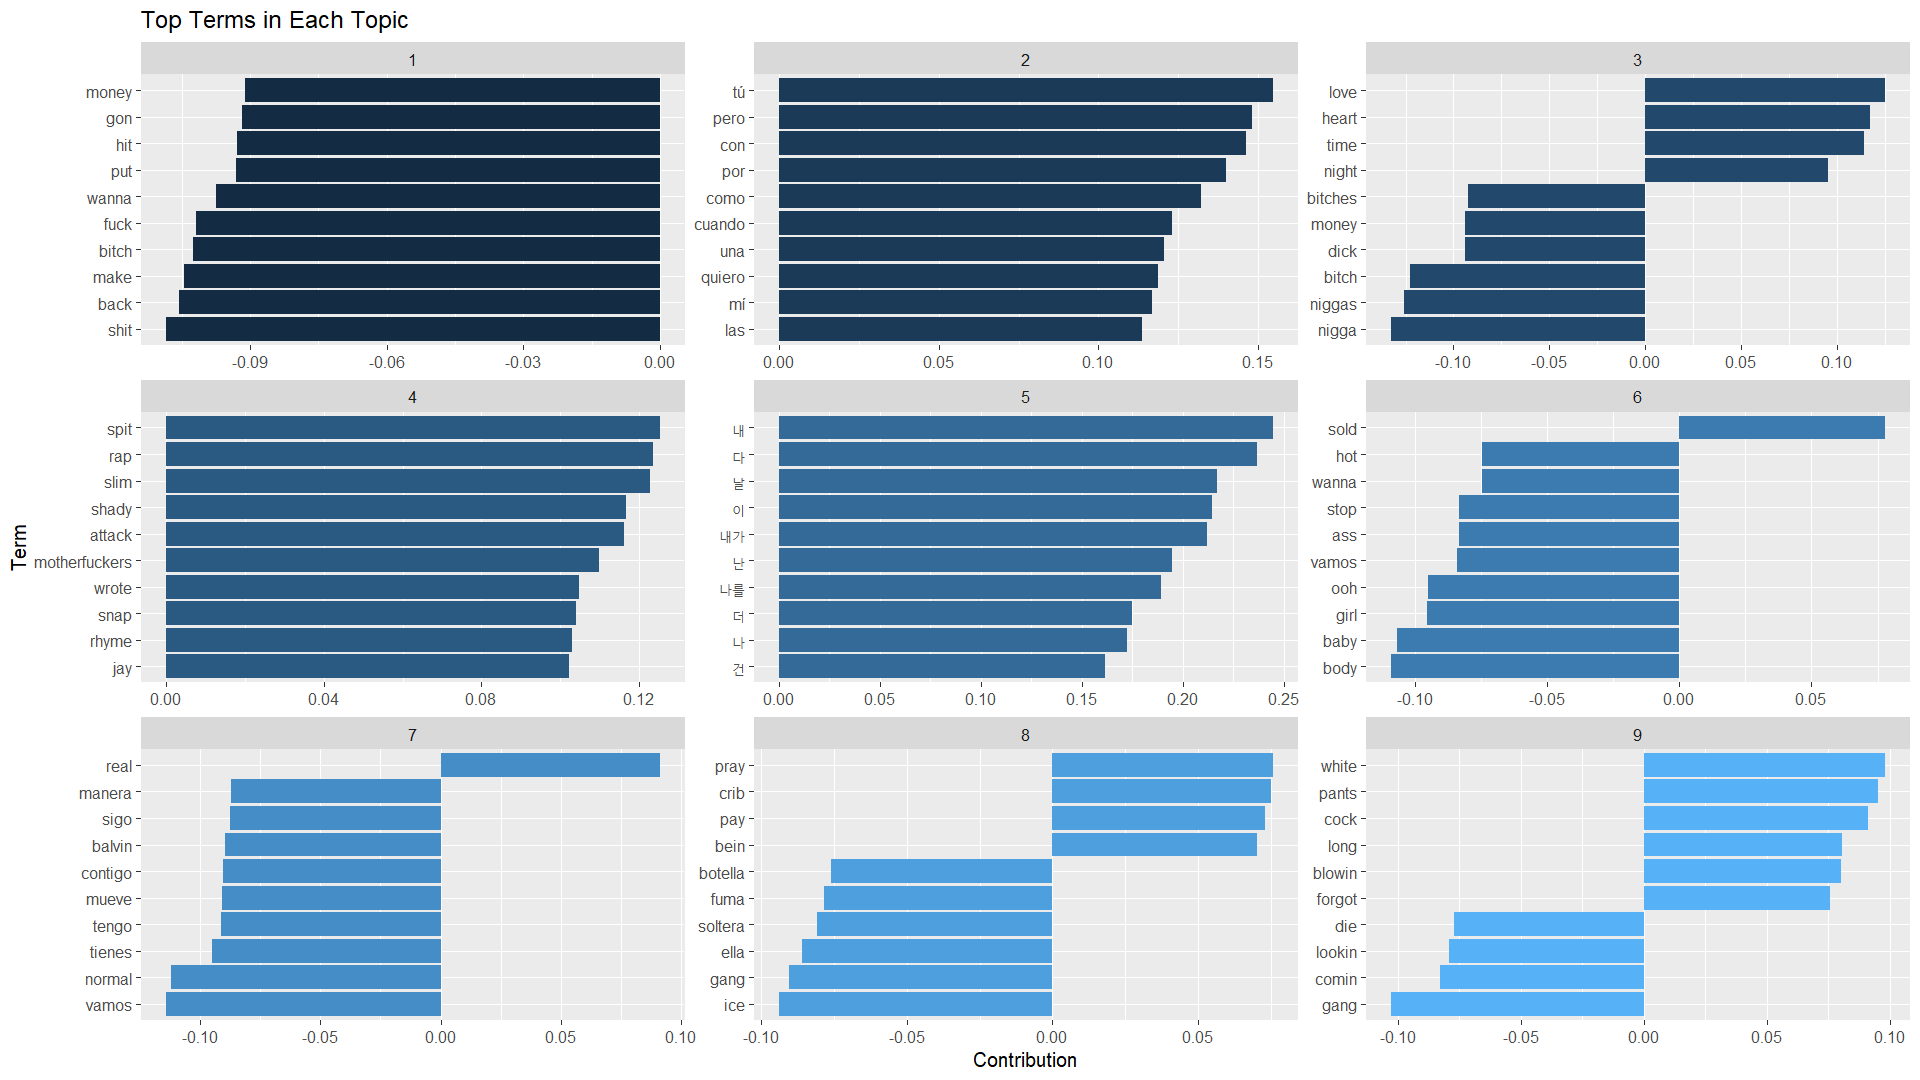 Top Terms in Each Topic
1
money
gon
hit
put
wanna
fuck
bitch
make
back
shit
-0.09 -0.06 -0.03 0.00
2
tú
pero
con
por
como
cuando
una
quiero
mí
las
0.00 0.05 0.10 0.15
3
love
heart
time
night
bitches
money
dick
bitch
niggas
nigga
-0.10 -0.05 0.00 0.05 0.10
4
spit
rap
slim
shady
attack
motherfuckers
wrote
snap
rhyme
jay
0.00 0.04 0.08 0.12
5
내
다
날
이
내가
난
나를
더
나
건
0.00 0.05 0.10 0.15 0.20 0.25
6
sold
hot
wanna
stop
ass
vamos
ooh
girl
baby
body
-0.10 -0.05 0.00 0.05
7
real
manera
sigo
balvin
contigo
mueve
tengo
tienes
normal
vamos
-0.10 -0.05 0.00 0.05 0.10
8
pray
crib
pay
bein
botella
fuma
soltera
ella
gang
ice
-0.10 -0.05 0.00 0.05
9
white
pants
cock
long
blowin
forgot
die
lookin
comin
gang
-0.10 -0.05 0.00 0.05 0.10
Term
Contribution